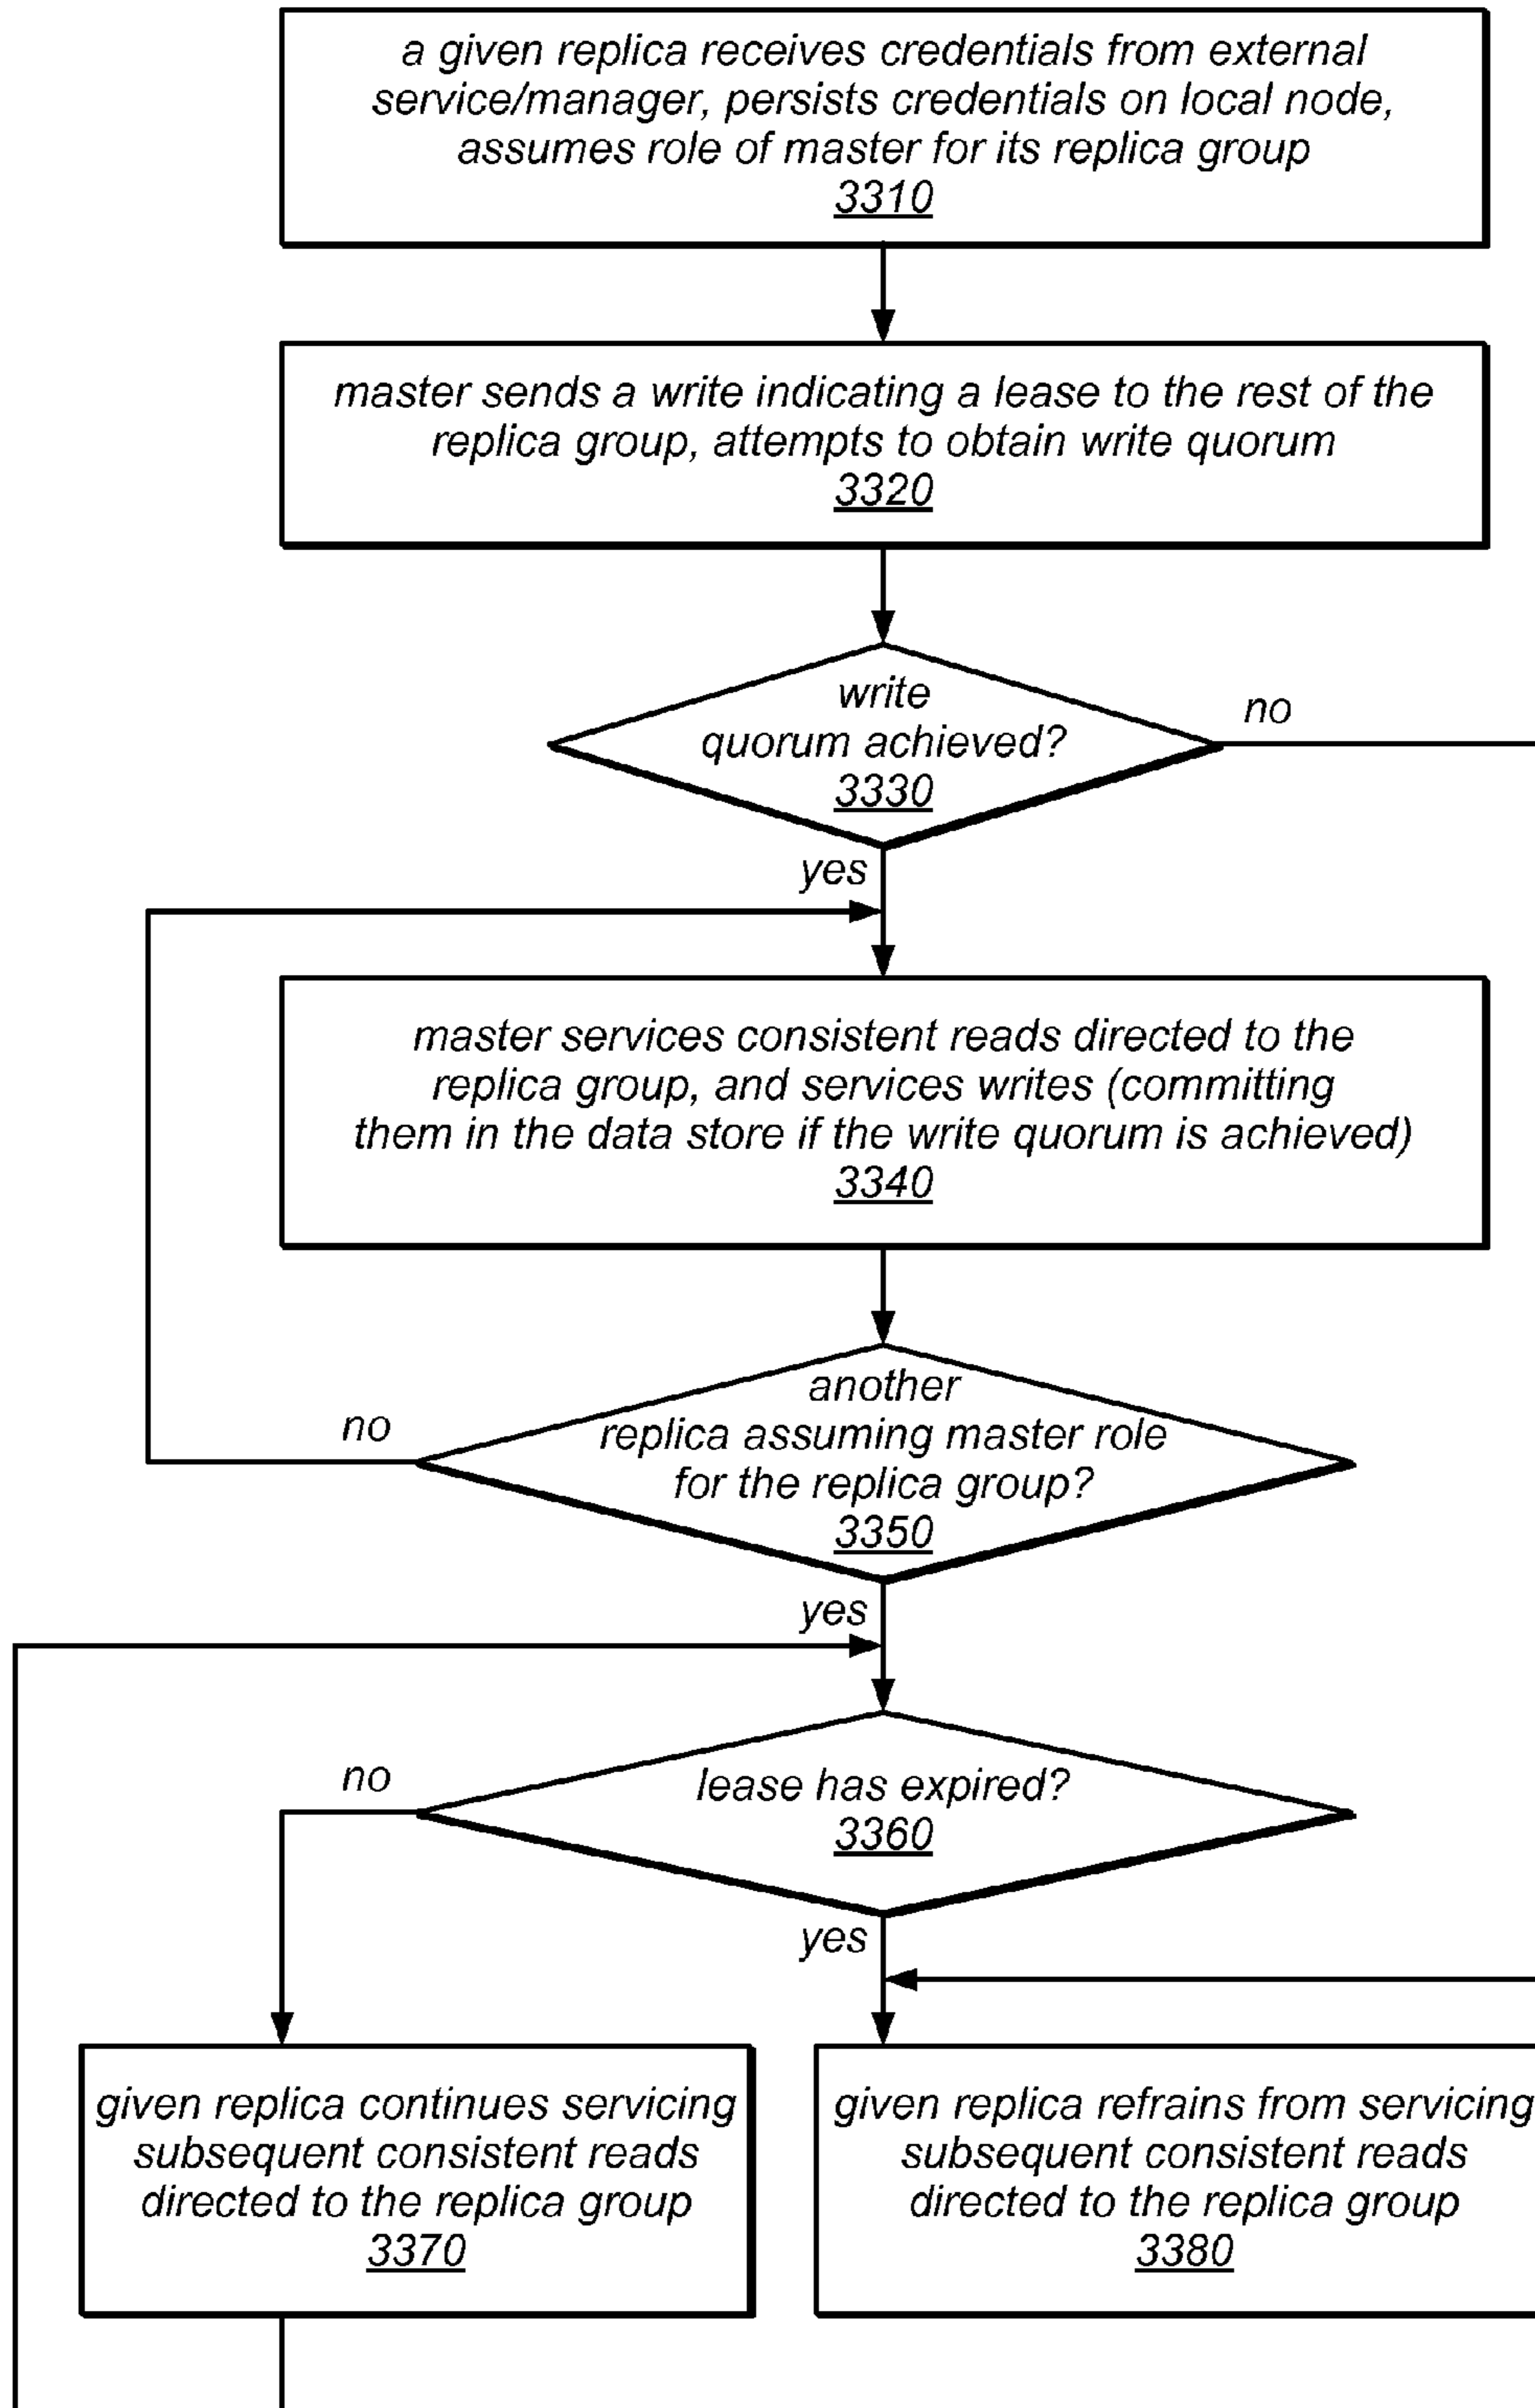 a given replica receives credentials from external
service/manager, persists credentials on local node,
assumes role of master for its replica group
3310
master sends a write indicating a lease to the rest of the
replica group, attempts to obtain write quorum
3320
write
quorum achieved?
3330
no
yes
master services consistent reads directed to the
replica group, and services writes (committing
them in the data store if the write quorum is achieved)
3340
another
replica assuming master role
for the replica group?
3350
no
yes
lease has expired?
3360
no
yes
given replica continues servicing
subsequent consistent reads
directed to the replica group
3370
given replica refrains from servicing
subsequent consistent reads
directed to the replica group
3380